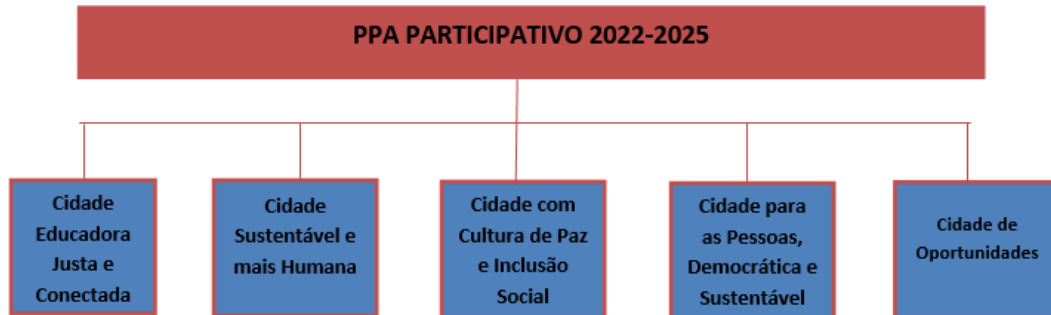 PPA PARTICIPATIVO 2022-2025
Cidade
Educadora
Justa e
Conectada
Cidade
Sustentável e
mais Humana
Cidade com
Cultura de Paz
e Inclusão
Social
Cidade para
as Pessoas,
Democrática e
Sustentável
Cidade de
Oportunidades